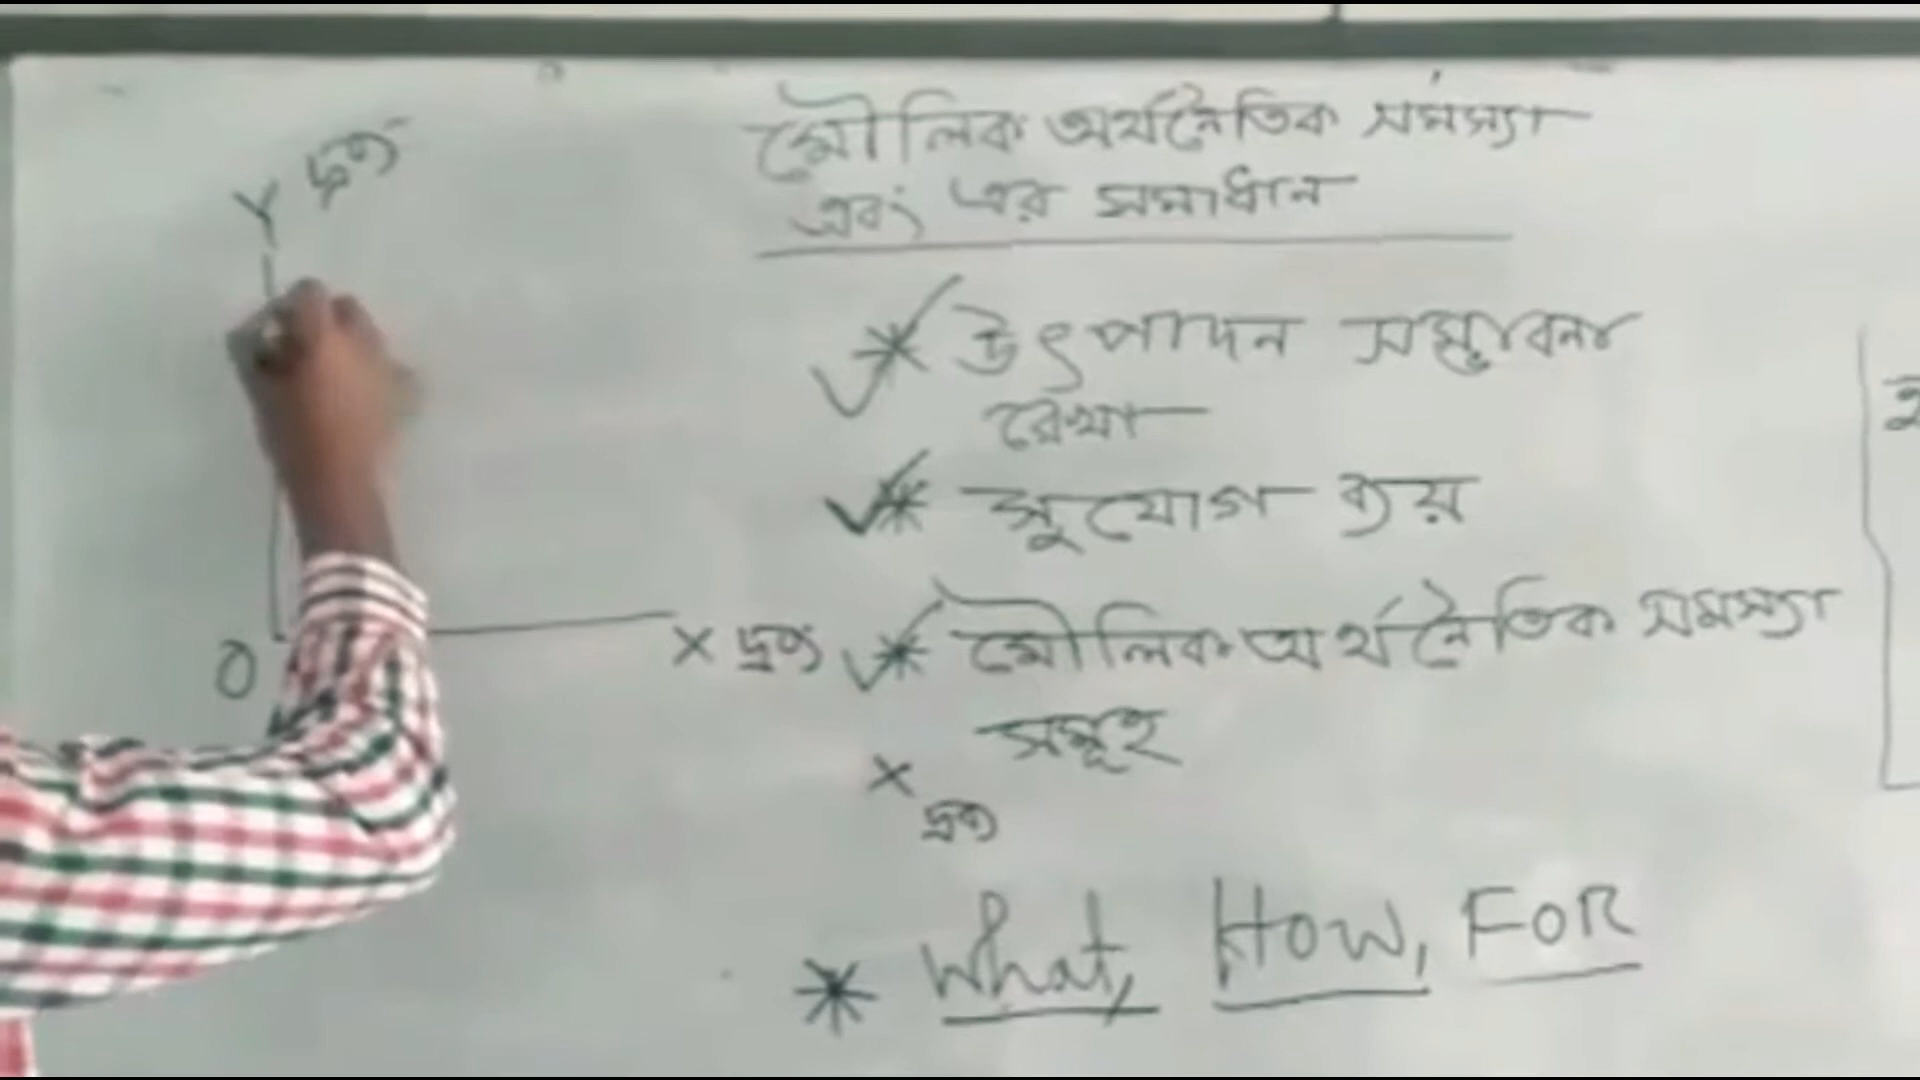 মৌলিক অর্থনৈতিক সমস্যা
এবং এর সমাধান
Y দ্রব্য
* উৎপাদন সম্ভাবনা
রেখা
* সুযোগ ব্যয়
O
X দ্রব্য
* মৌলিক অর্থনৈতিক সমস্যা
সমূহ
X
দ্রব্য
* What, How, FOR